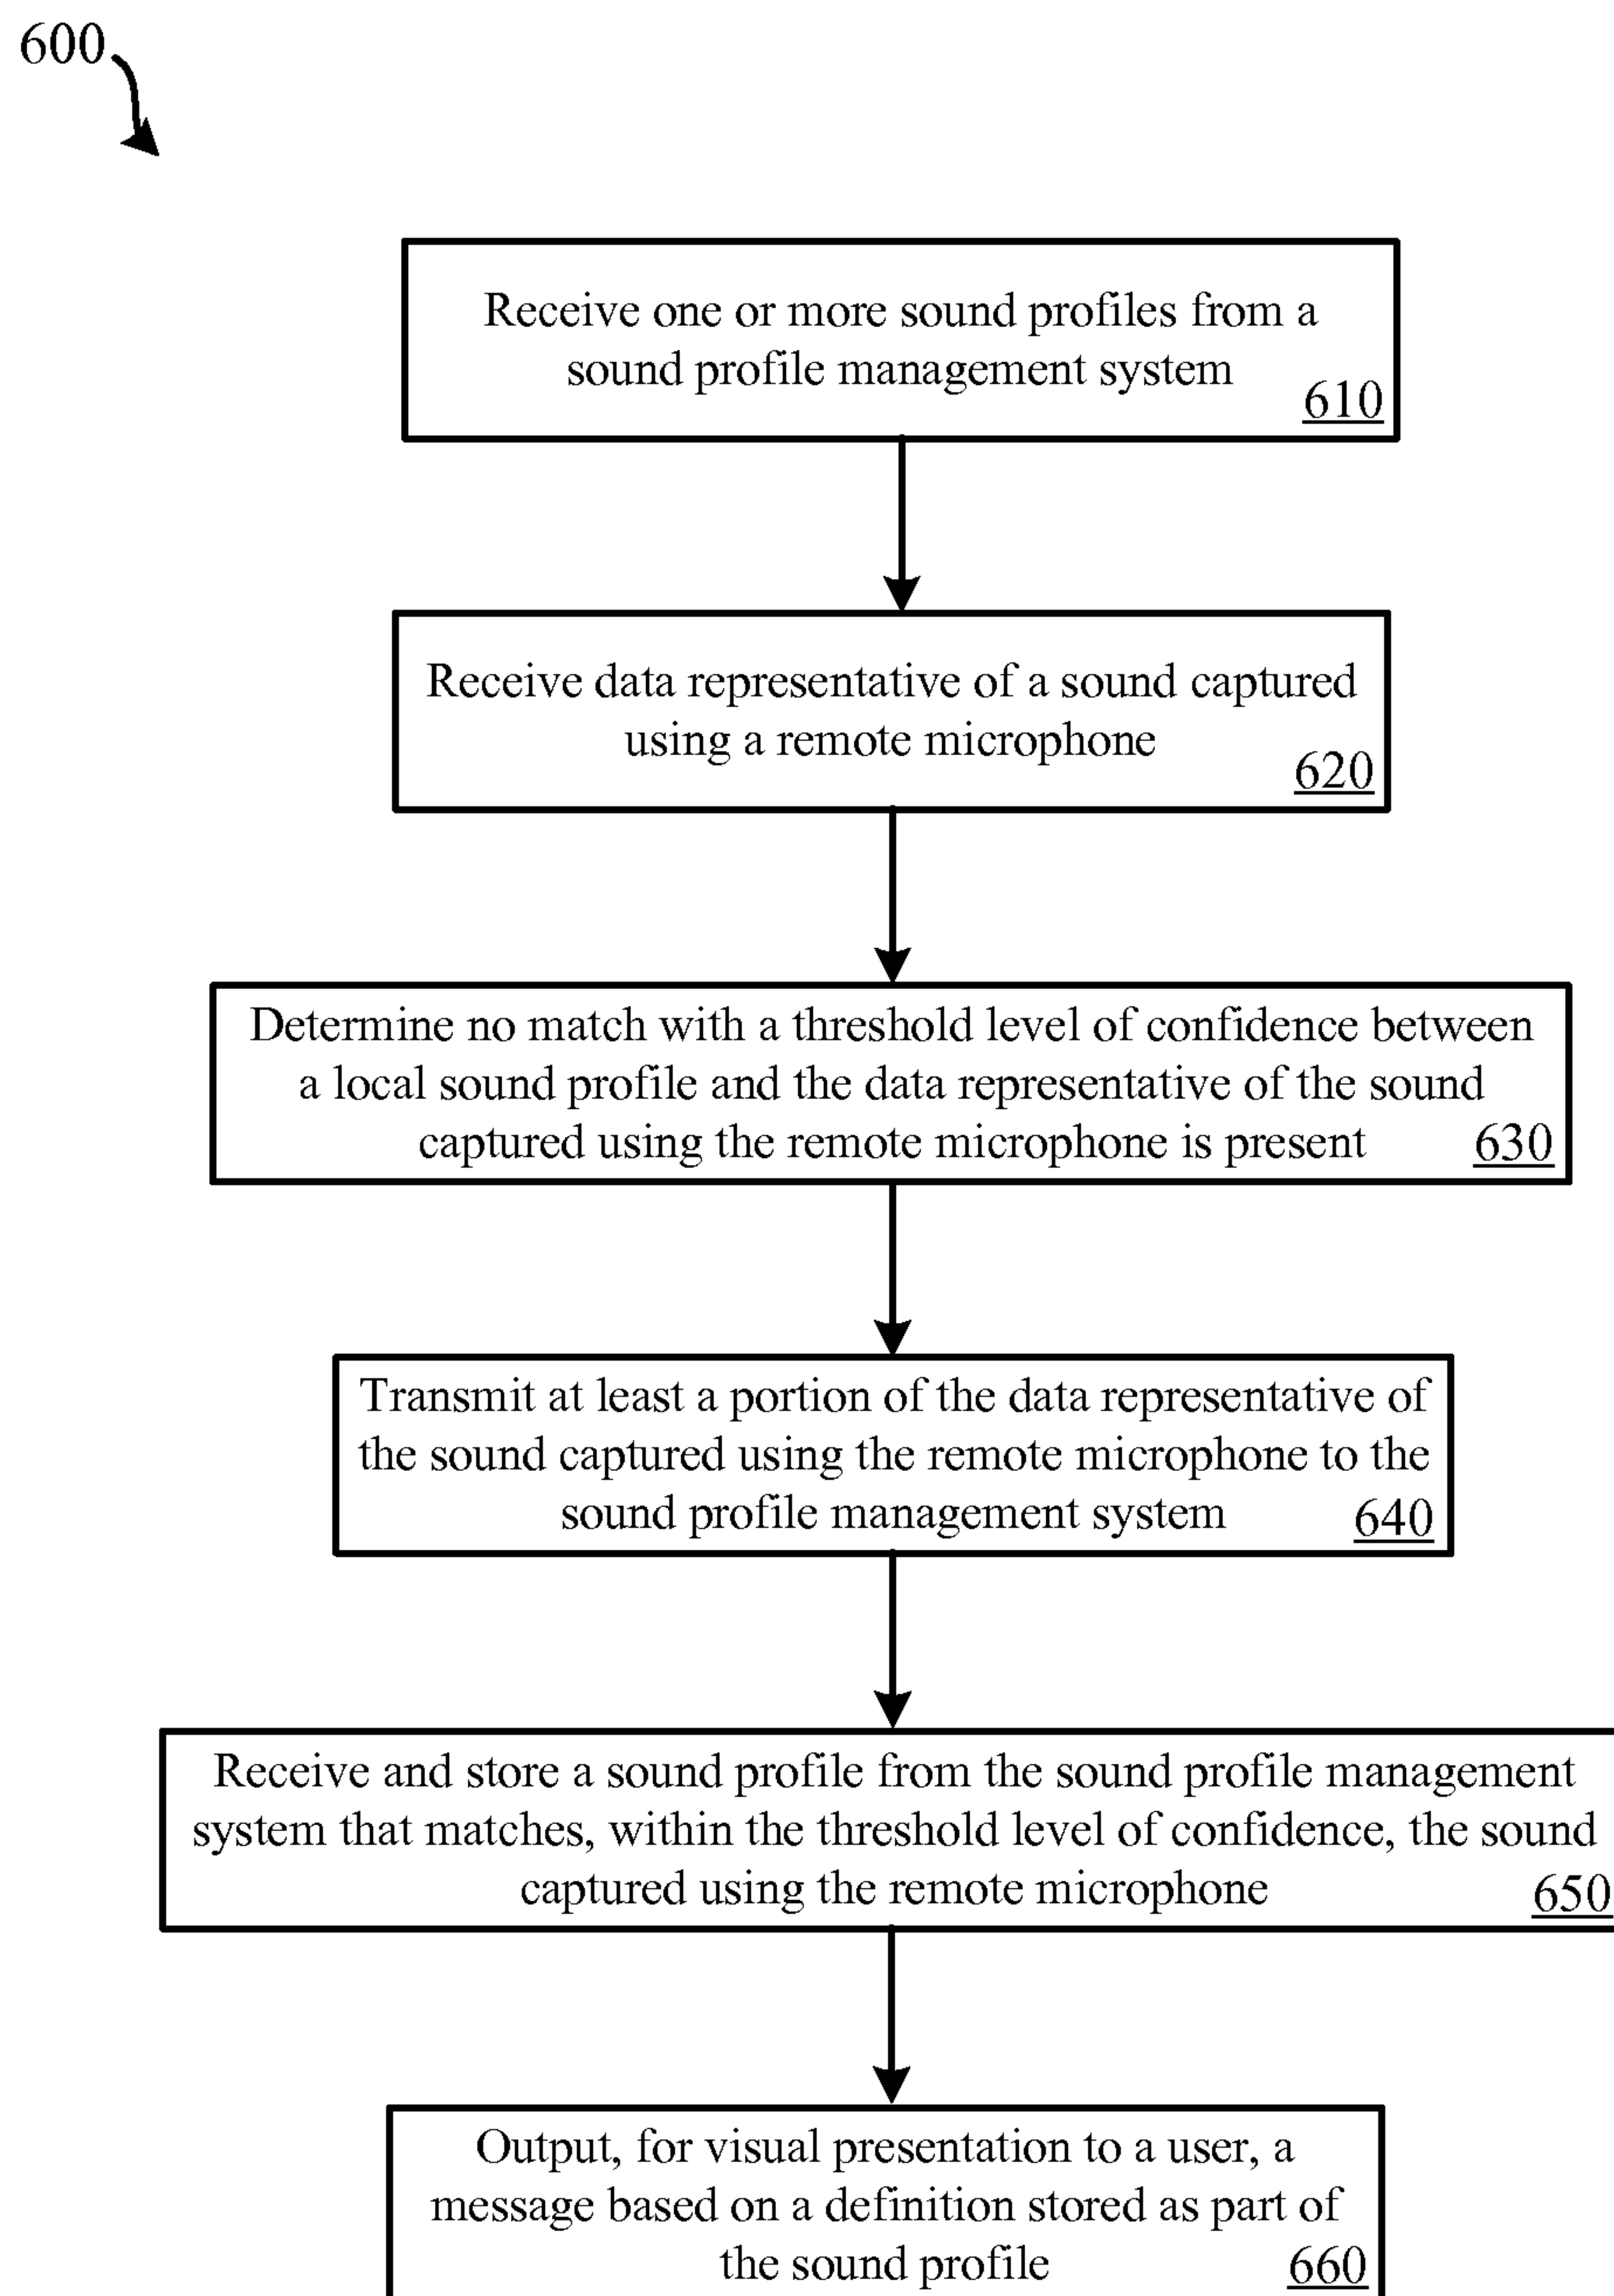 600
Receive one or more sound profiles from a
sound profile management system
610
Receive data representative of a sound captured
using a remote microphone
620
Determine no match with a threshold level of confidence between
a local sound profile and the data representative of the sound
captured using the remote microphone is present
630
Transmit at least a portion of the data representative of
the sound captured using the remote microphone to the
sound profile management system
640
Receive and store a sound profile from the sound profile management
system that matches, within the threshold level of confidence, the sound
captured using the remote microphone
650
Output, for visual presentation to a user, a
message based on a definition stored as part of
the sound profile
660